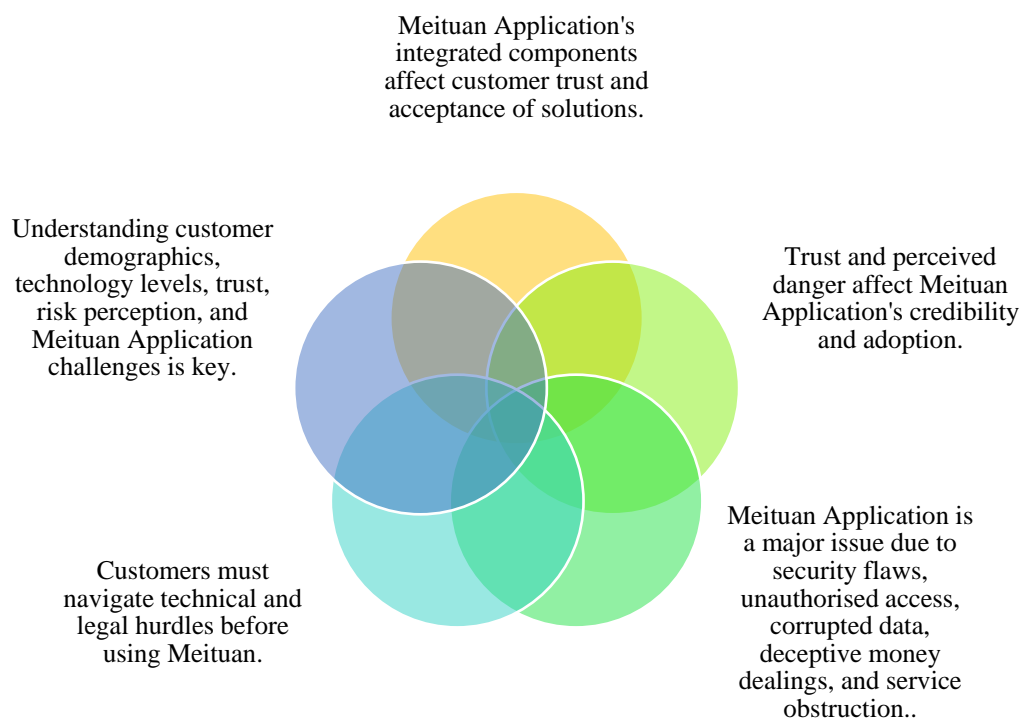 Meituan Application's
integrated components
affect customer trust and
acceptance of solutions.
Understanding customer
demographics,
technology levels, trust,
risk perception, and
Meituan Application
challenges is key.
Trust and perceived
danger affect Meituan
Application's credibility
and adoption.
Customers must
navigate technical and
legal hurdles before
using Meituan.
Meituan Application is
a major issue due to
security flaws,
unauthorised access,
corrupted data,
deceptive money
dealings, and service
obstruction..